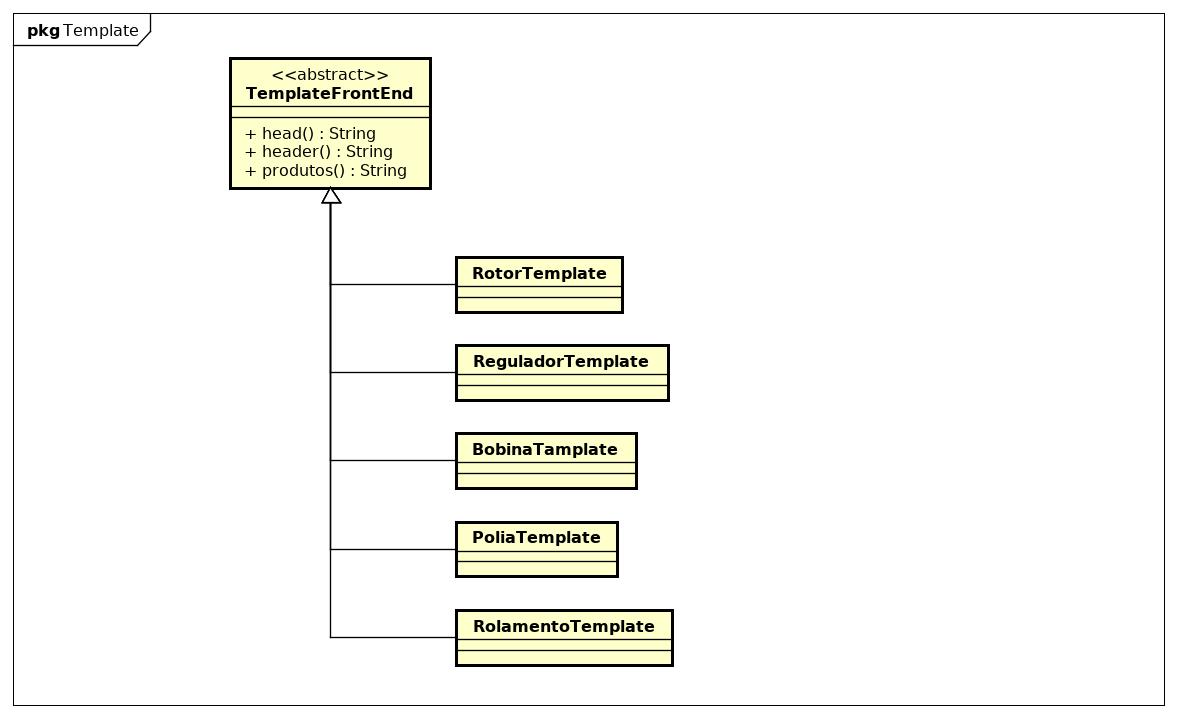 pkg Template
<<abstract>>
TemplateFrontEnd
+ head() : String
+ header() : String
+ produtos() : String
RotorTemplate
ReguladorTemplate
BobinaTamplate
PoliaTemplate
RolamentoTemplate